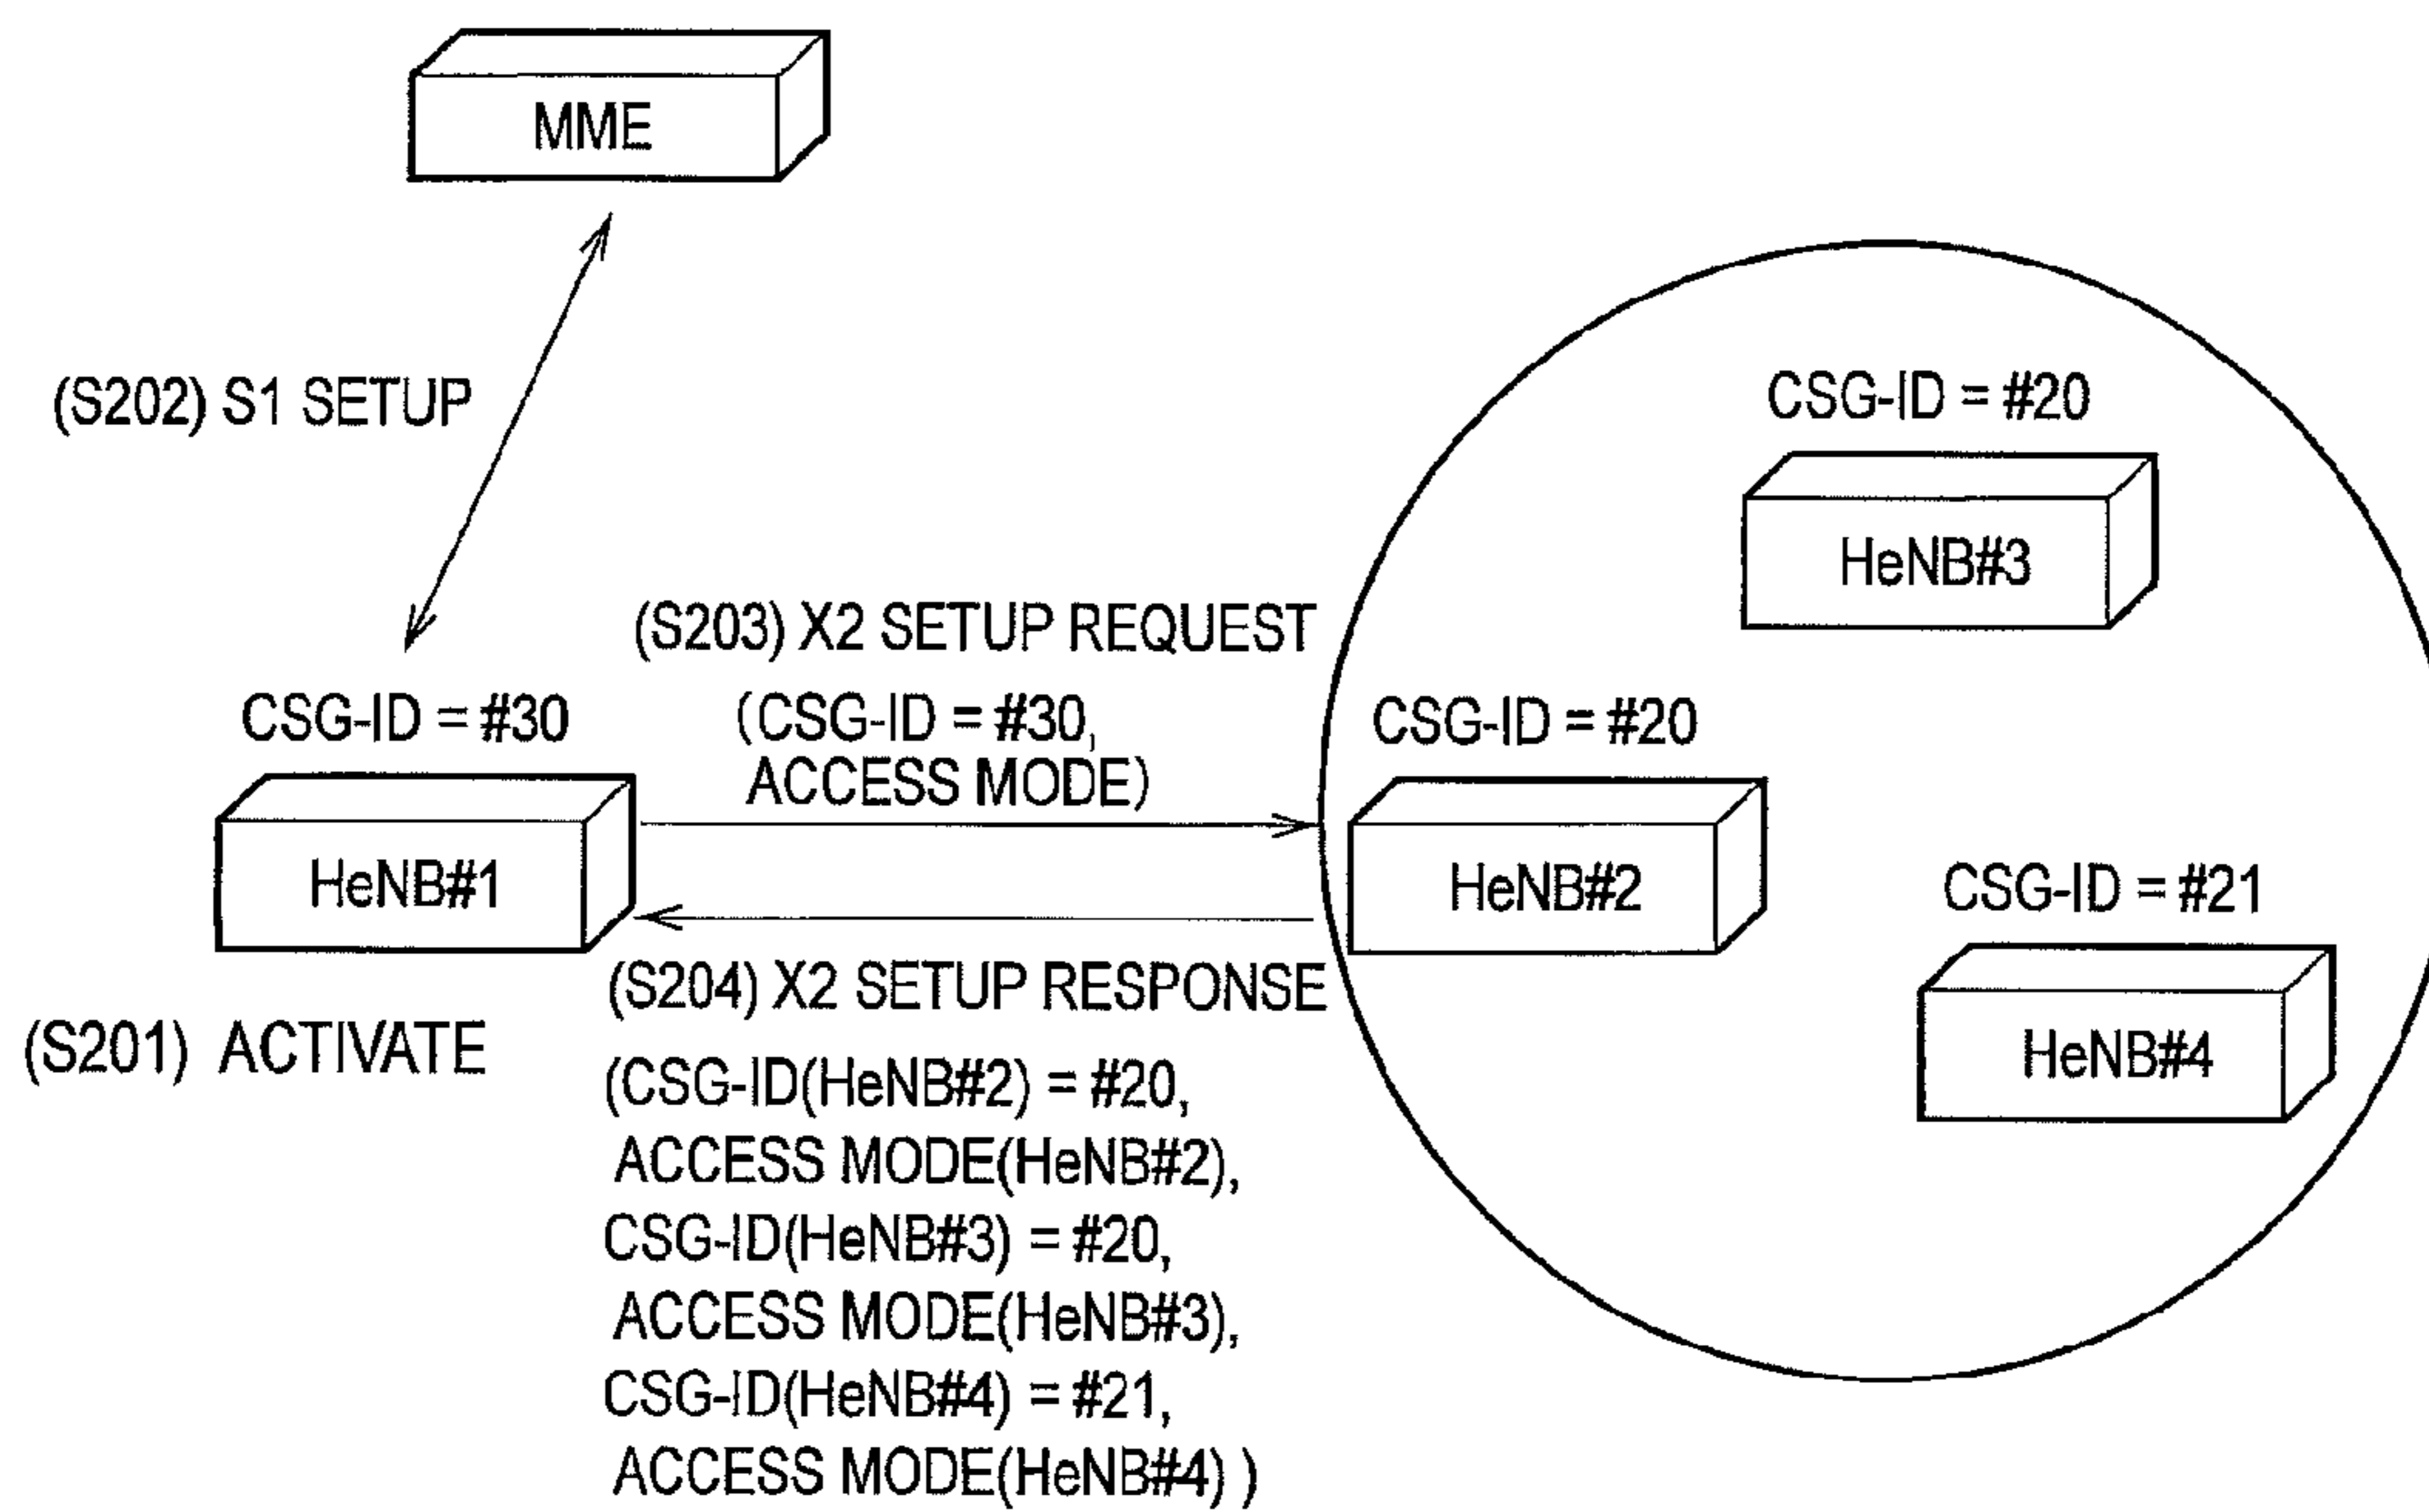 MME
(S202) S1 SETUP
CSG-ID = #20
HeNB#3
(S203) X2 SETUP REQUEST
(CSG-ID = #30,
ACCESS MODE)
CSG-ID = #30
HeNB#1
CSG-ID = #20
HeNB#2
CSG-ID = #21
HeNB#4
(S201) ACTIVATE
(S204) X2 SETUP RESPONSE
(CSG-ID(HeNB#2) = #20,
ACCESS MODE(HeNB#2),
CSG-ID(HeNB#3) = #20,
ACCESS MODE(HeNB#3),
CSG-ID(HeNB#4) = #21,
ACCESS MODE(HeNB#4) )